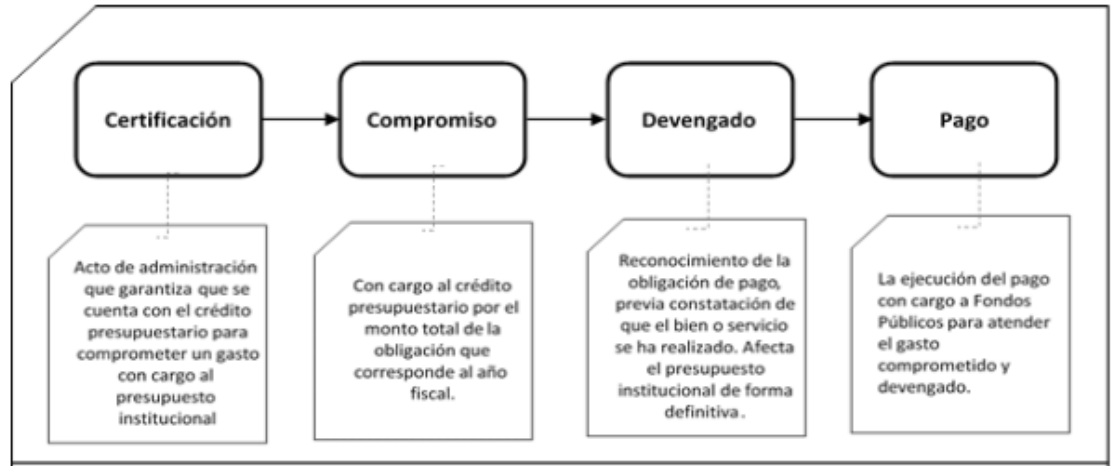 Certificación
Compromiso
Devengado
Pago
Acto de administración
que garantiza que se
cuenta con el crédito
presupuestario para
comprometer un gasto
con cargo al
presupuesto
institucional
Con cargo al crédito
presupuestario por el
monto total de la
obligación que
corresponde al año
fiscal.
Reconocimiento de la
obligación de pago,
previa constatación de
que el bien o servicio
se ha realizado. Afecta
el presupuesto
institucional de forma
definitiva.
La ejecución del pago
con cargo a Fondos
Públicos para atender
el gasto
comprometido y
devengado.